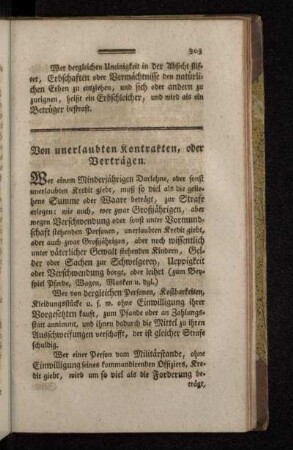 303
Wer dergleichen Uneinigkeit in der Absicht stif-
tet, Erbschaften oder Vermächtnisse den natürli-
chen Erben zu entziehen, und sich oder andern zu
zueignen, heißt ein Erbschleicher, und wird als ein
Betrüger bestraft.
Von unerlaubten Kontrakten, oder
Verträgen.
Wer einem Minderjährigen Darlehne, oder sonst
unerlaubten Kredit giebt, muß so viel als die gelie-
hene Summe oder Waare beträgt, zur Strafe
erlegen: wie auch, wer zwar Großjährigen, aber
wegen Verschwendung oder sonst unter Vormund-
schaft stehenden Personen, unerlaubten Kredit giebt,
oder auch zwar Großjährigen, aber noch wissentlich
unter väterlicher Gewalt stehenden Kindern, Gel-
der oder Sachen zur Schwelgerey, Ueppigkeit
oder Verschwendung borgt, oder leihet (zum Bey-
spiel Pferde, Wagen, Masken u. dgl.)
Wer von dergleichen Personen, Kostbarkeiten,
Kleidungsstücke u. s. w. ohne Einwilligung ihrer
Vorgesetzten kauft, zum Pfande oder an Zahlungs-
statt annimmt, und ihnen dadurch die Mittel zu ihren
Ausschweifungen verschafft, der ist gleicher Strafe
schuldig.
Wer einer Person vom Militärstande, ohne
Einwilligung seines kommandirenden Offiziers, Kre-
dit giebt, wird um so viel als die Forderung be-
trägt,